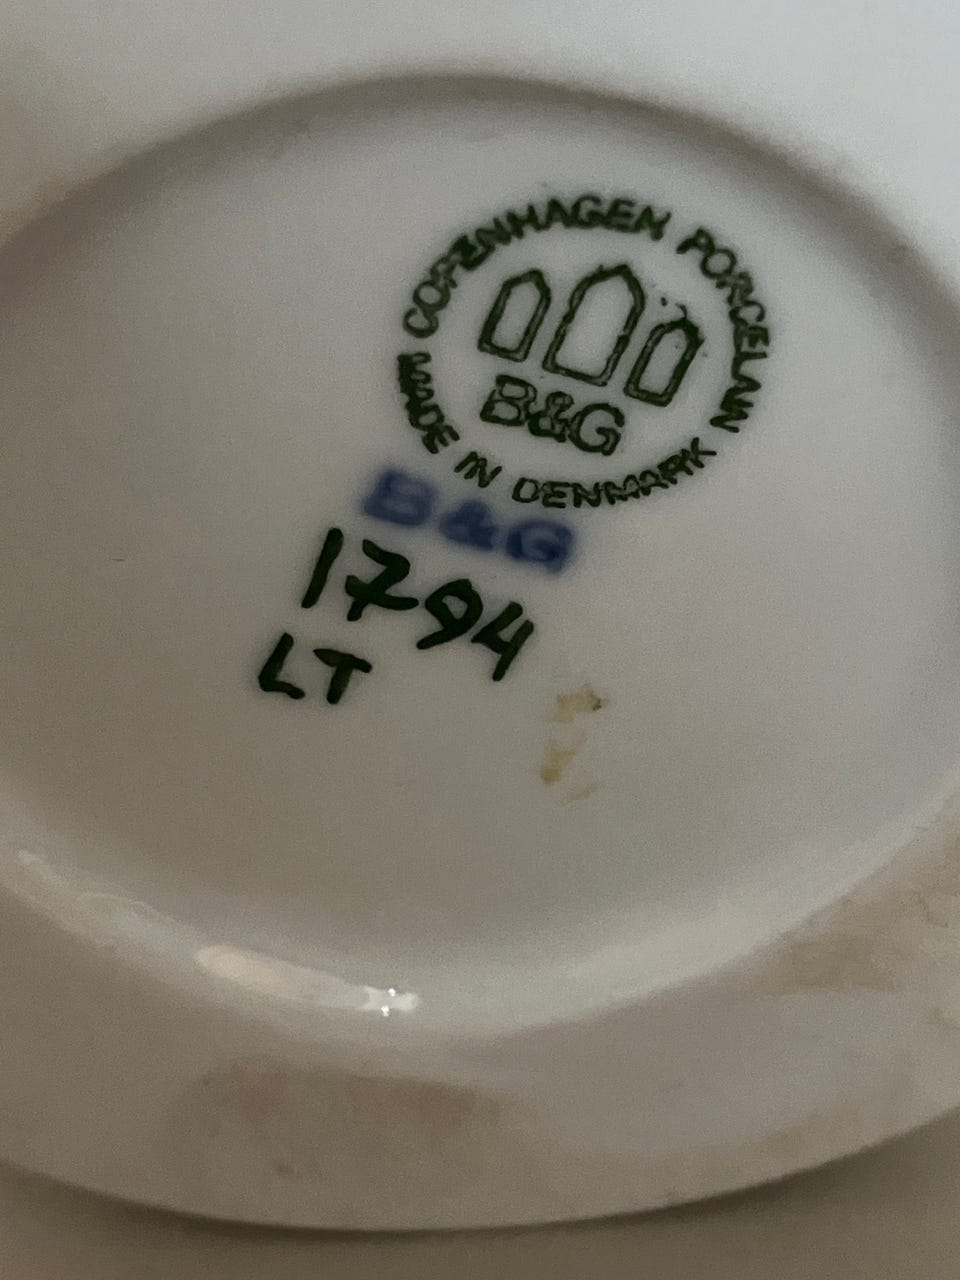 COPENHAGEN PORCELAIN
B&G
MADE IN DENMARK
B&G
1794
LT